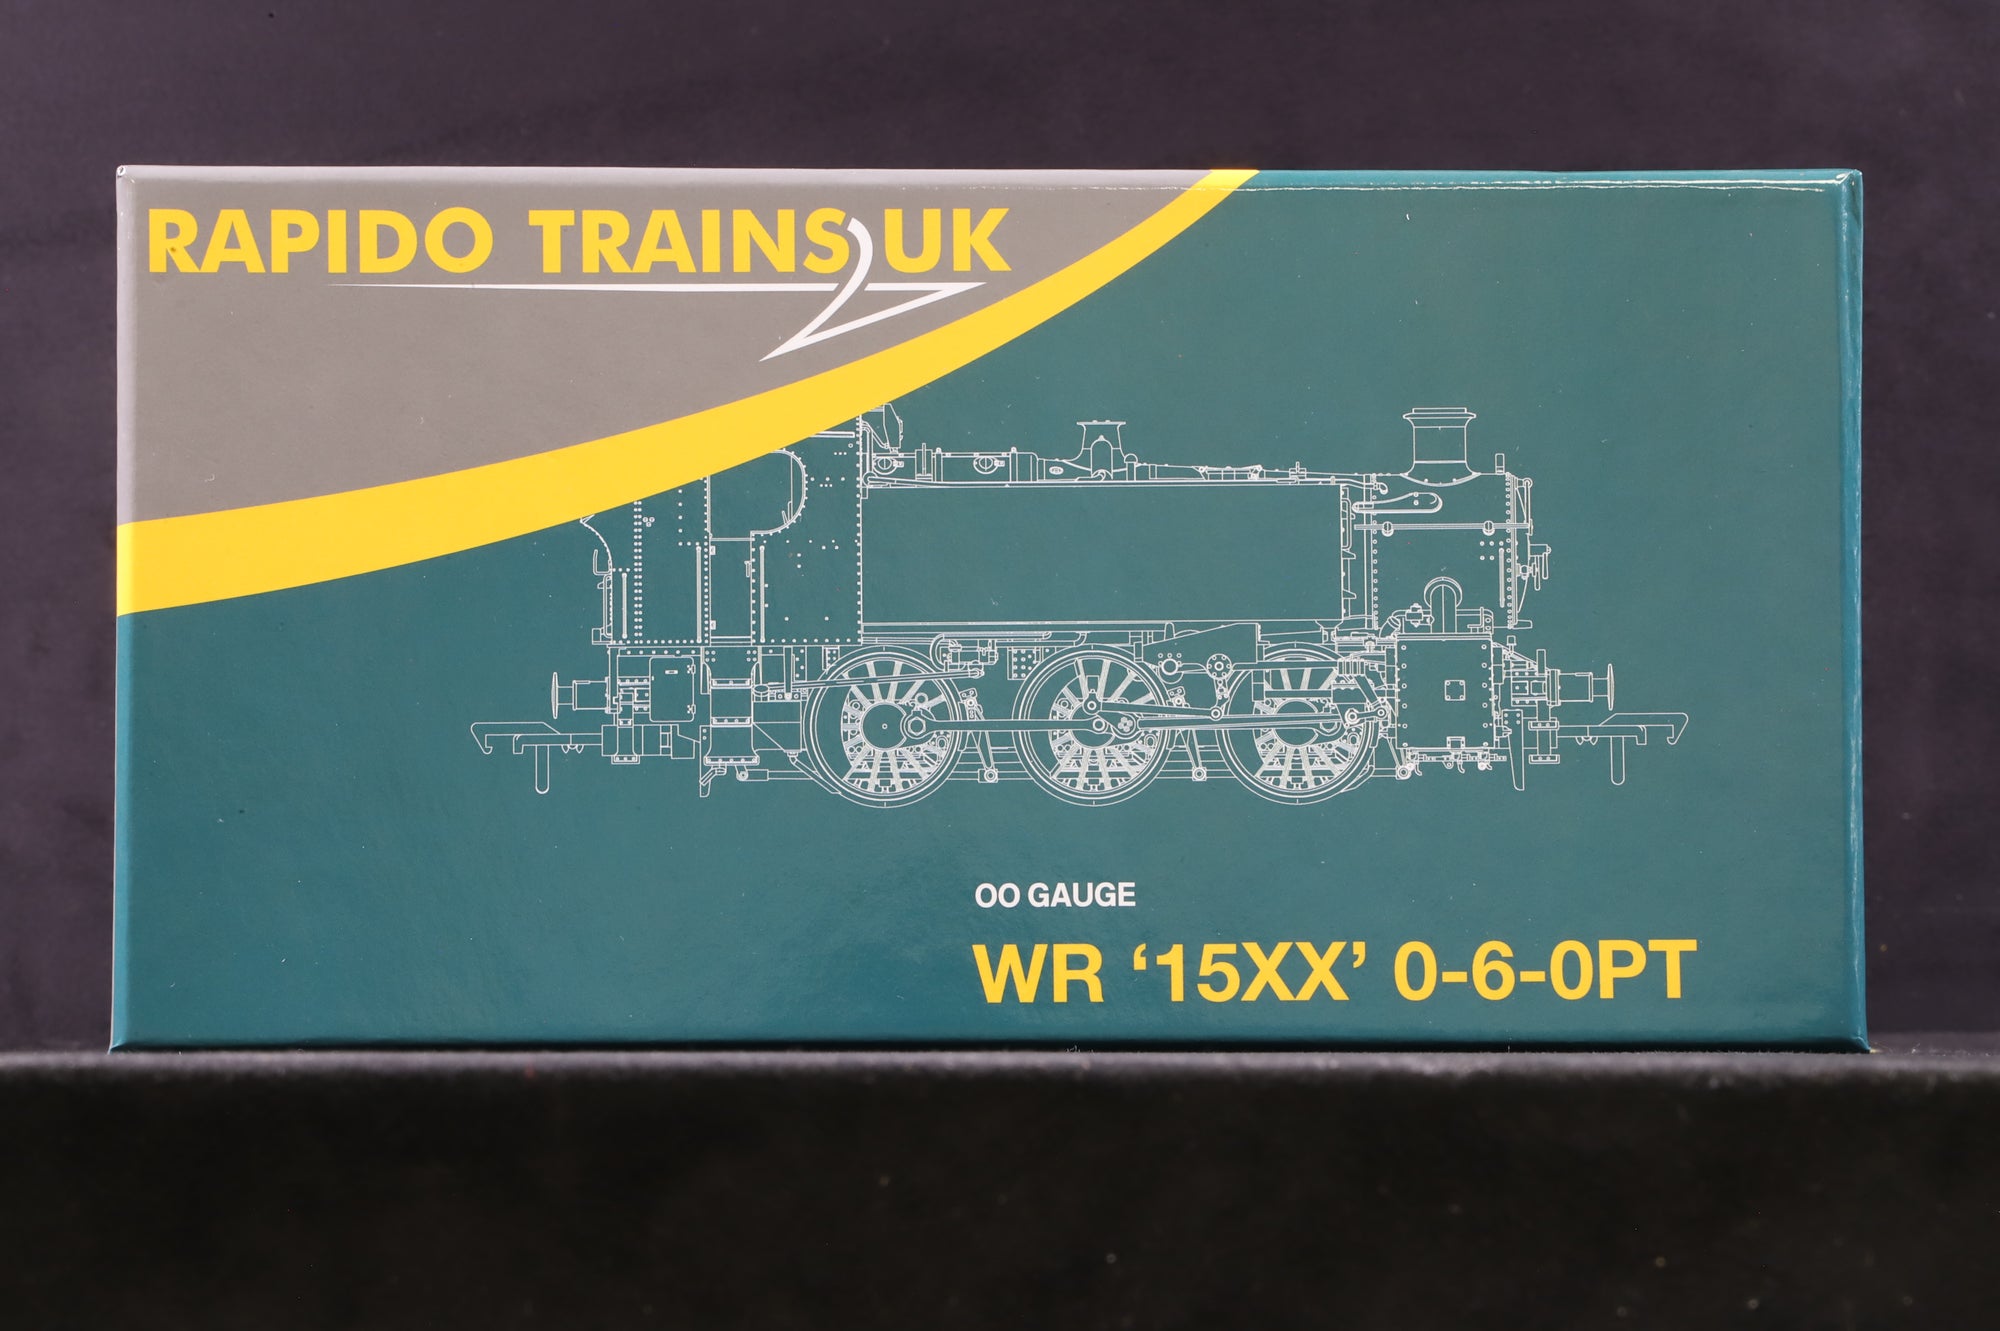 RAPIDO TRAINS UK
OO GAUGE
WR ‘15XX’ 0-6-0PT